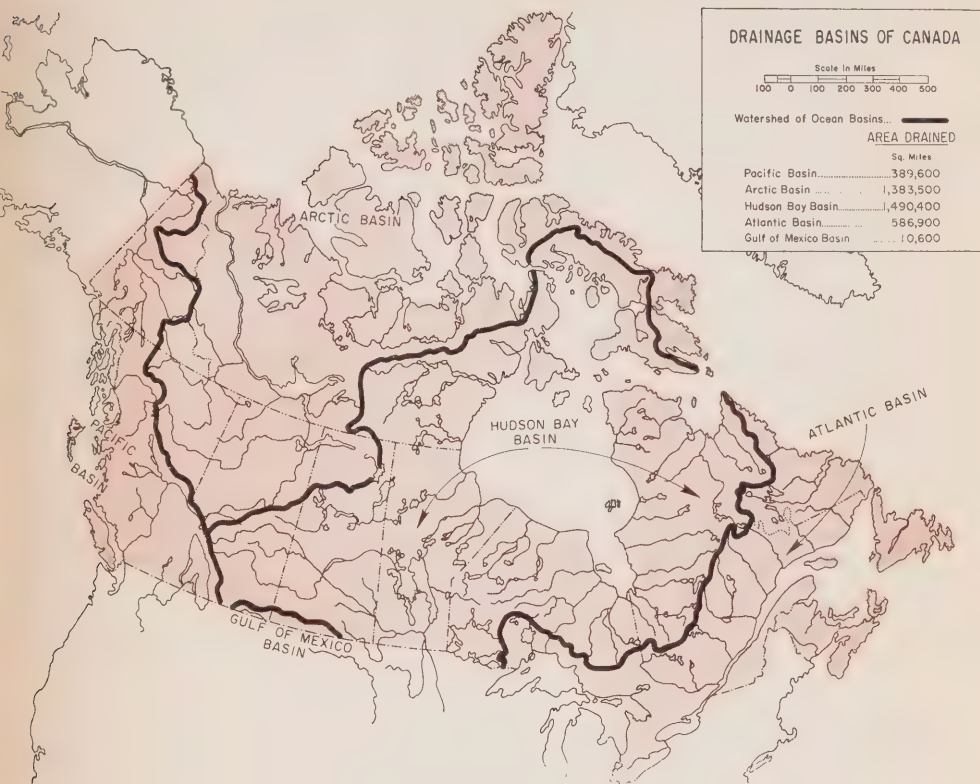 DRAINAGE BASINS OF CANADA
Scale in Miles
100 0 100 200 300 400 500
Watershed of Ocean Basins...
AREA DRAINED
Sq. Miles
Pacific Basin.................389,600
Arctic Basin .... . . 1,383,500
Hudson Bay Basin............1,490,400
Atlantic Basin........... ... 586,900
Gulf of Mexico Basin ..... 10,600
ARCTIC BASIN
ATLANTIC BASIN
HUDSON BAY
BASIN
PACIFIC
BASIN
GULF OF MEXICO
BASIN